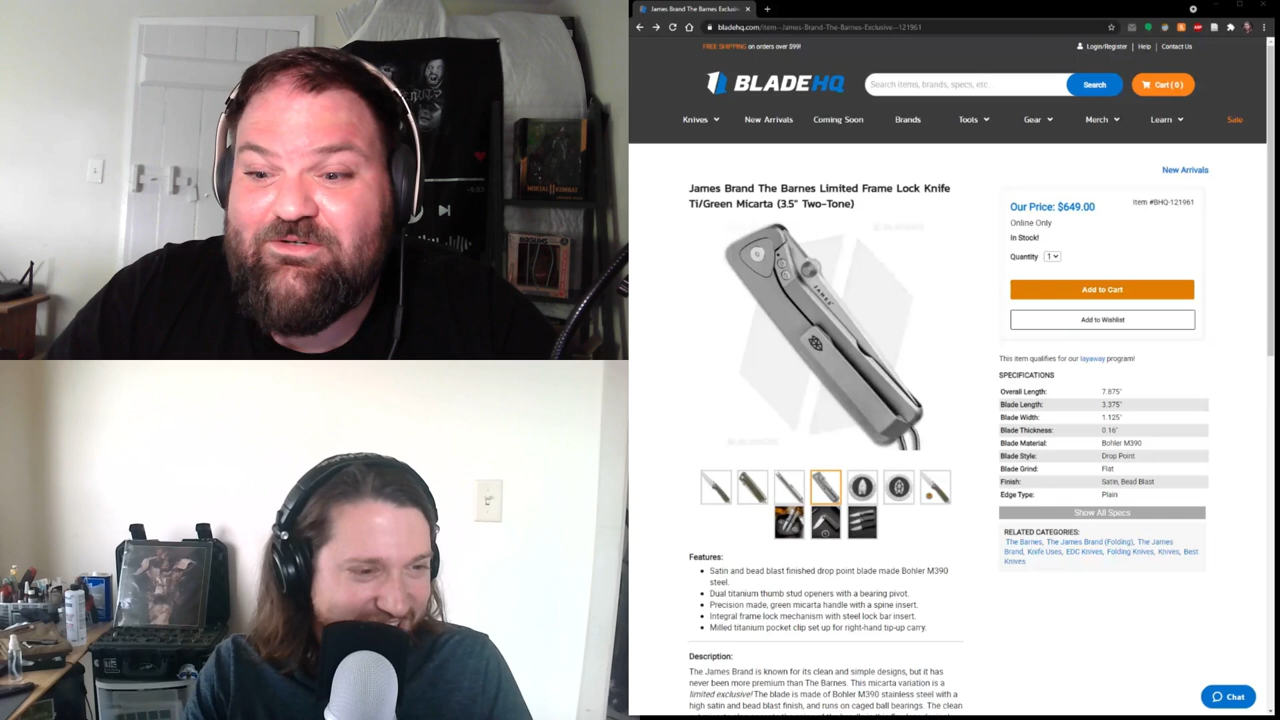 James Brand The Barnes Exclusiv
bladehq.com/item--James-Brand-The-Barnes-Exclusive--121961
FREE SHIPPING on orders over $99!
Login/Register | Help | Contact Us
BLADEHQ
Search items, brands, specs, etc...
Search
Cart ( 0 )
Knives
New Arrivals
Coming Soon
Brands
Tools
Gear
Merch
Learn
Sale
New Arrivals
James Brand The Barnes Limited Frame Lock Knife
Ti/Green Micarta (3.5" Two-Tone)
JAMES
Our Price: $649.00
Item #BHQ-121961
Online Only
In Stock!
Quantity 1
Add to Cart
Add to Wishlist
This item qualifies for our layaway program!
SPECIFICATIONS
Overall Length: 7.875"
Blade Length: 3.375"
Blade Width: 1.125"
Blade Thickness: 0.16"
Blade Material: Bohler M390
Blade Style: Drop Point
Blade Grind: Flat
Finish: Satin, Bead Blast
Edge Type: Plain
Show All Specs
RELATED CATEGORIES:
The Barnes, The James Brand (Folding), The James
Brand, Knife Uses, EDC Knives, Folding Knives, Knives, Best
Knives
Features:
Satin and bead blast finished drop point blade made Bohler M390
steel.
Dual titanium thumb stud openers with a bearing pivot.
Precision made, green micarta handle with a spine insert.
Integral frame lock mechanism with steel lock bar insert.
Milled titanium pocket clip set up for right-hand tip-up carry.
Description:
The James Brand is known for its clean and simple designs, but it has
never been more premium than The Barnes. This micarta variation is a
limited exclusive! The blade is made of Bohler M390 stainless steel with a
high satin and bead blast finish, and runs on caged ball bearings. The clean
Chat
MORTAL KOMBAT